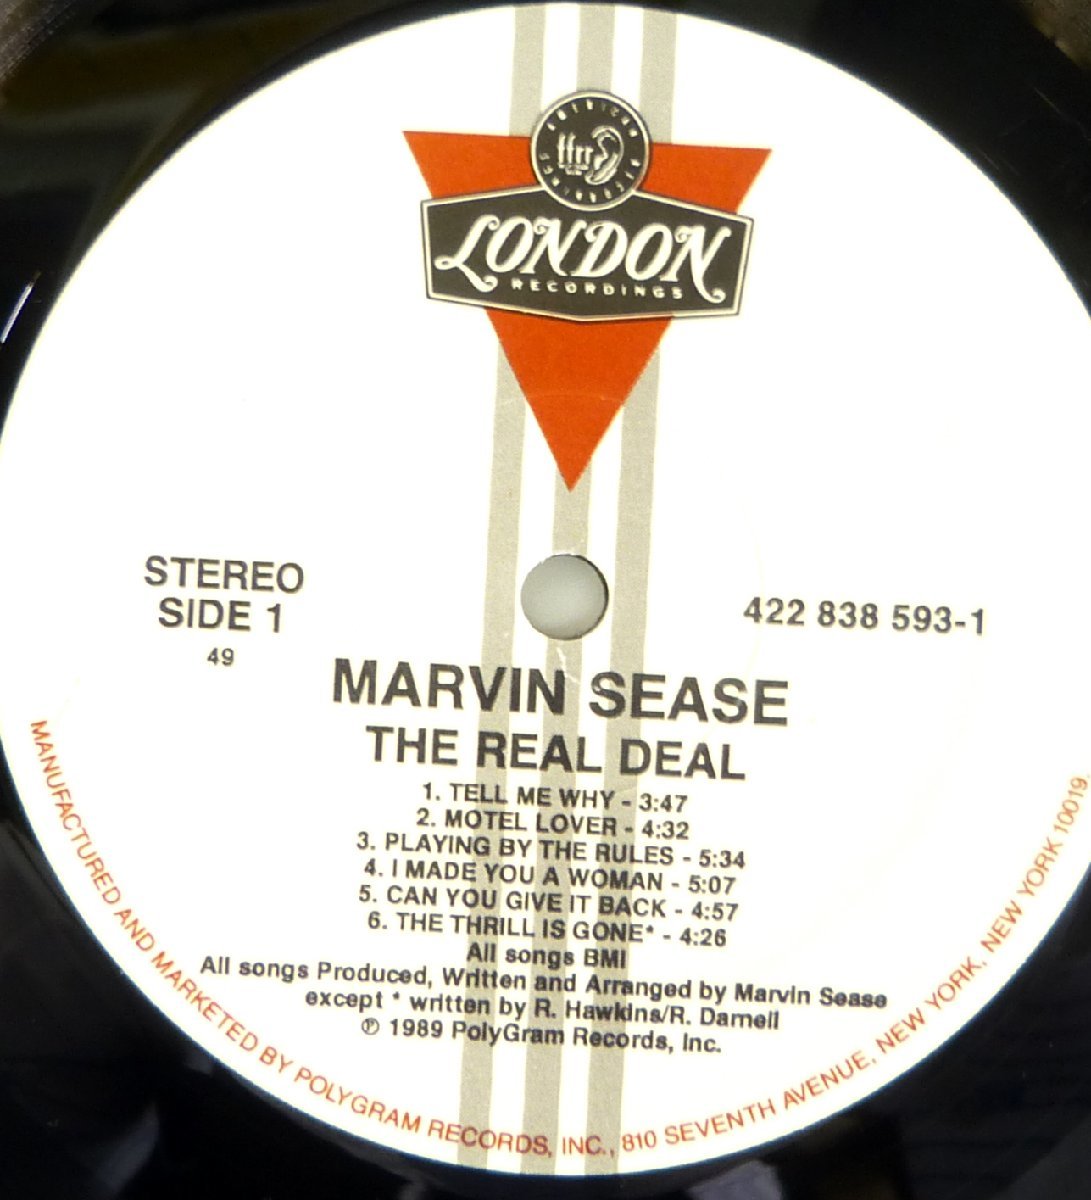 AMERICAN
ffrr
RECORDINGS
LONDON
RECORDINGS
STEREO
SIDE 1
49
422 838 593-1
MARVIN SEASE
THE REAL DEAL
1. TELL ME WHY - 3:47
2. MOTEL LOVER - 4:32
3. PLAYING BY THE RULES - 5:34
4. I MADE YOU A WOMAN - 5:07
5. CAN YOU GIVE IT BACK - 4:57
6. THE THRILL IS GONE* - 4:26
All songs BMI
All songs Produced, Written and Arranged by Marvin Sease
except * written by R. Hawkins/R. Darnell
℗ 1989 PolyGram Records, Inc.
MANUFACTURED AND MARKETED BY POLYGRAM RECORDS, INC., 810 SEVENTH AVENUE, NEW YORK, NEW YORK 10019